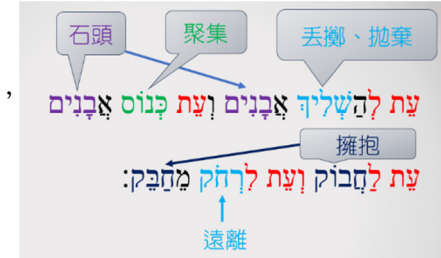 石頭
聚集
丟擲、拋棄
,
עֵת לְהַשְׁלִיךְ אֲבָנִים וְעֵת כְּנוֹס אֲבָנִים
擁抱
עֵת לַחֲבוֹק וְעֵת לִרְחֹק מֵחַבֵּק׃
遠離